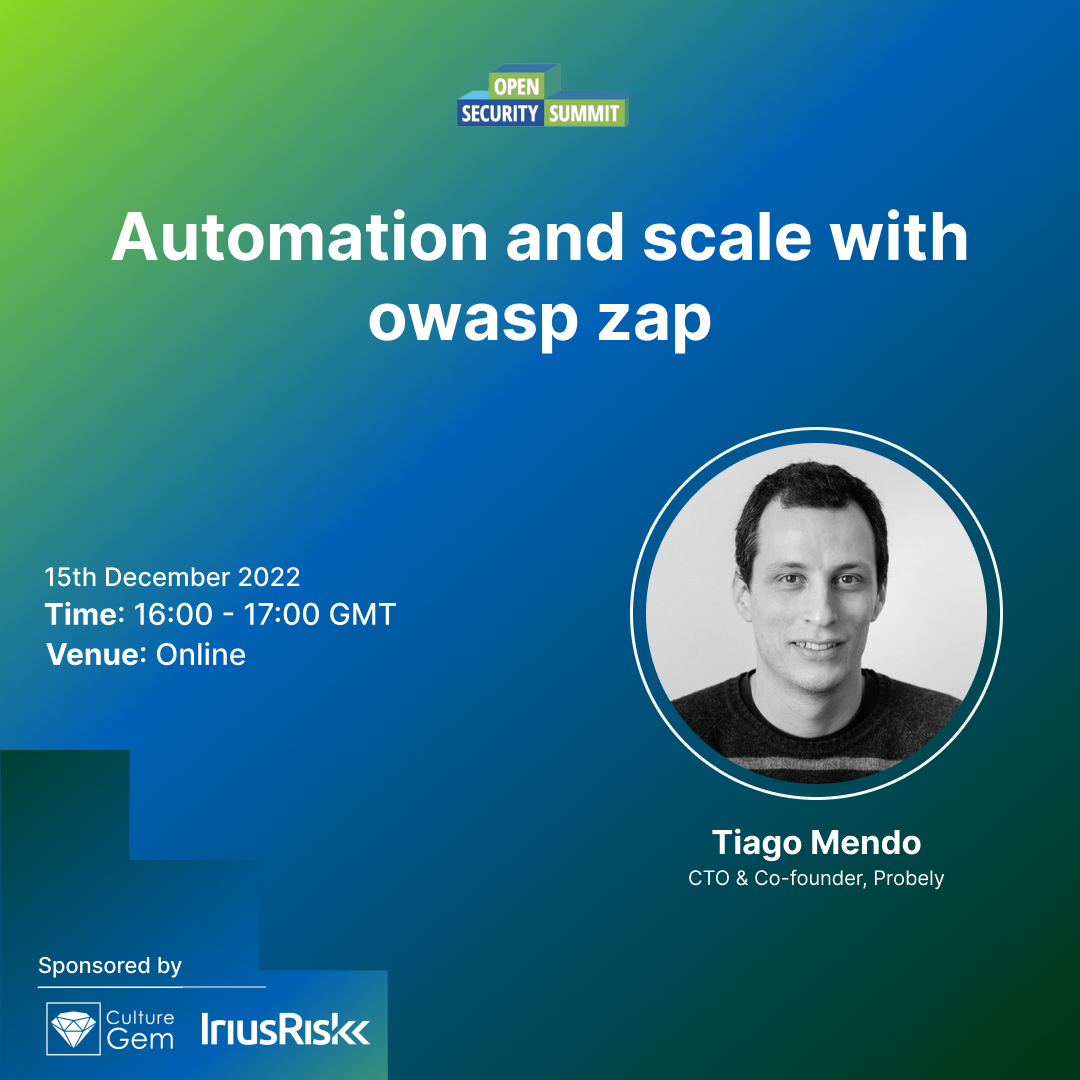 OPEN
SECURITY SUMMIT
Automation and scale with
owasp zap
15th December 2022
Time: 16:00 - 17:00 GMT
Venue: Online
Tiago Mendo
CTO & Co-founder, Probely
Sponsored by
Culture
Gem
IriusRisk